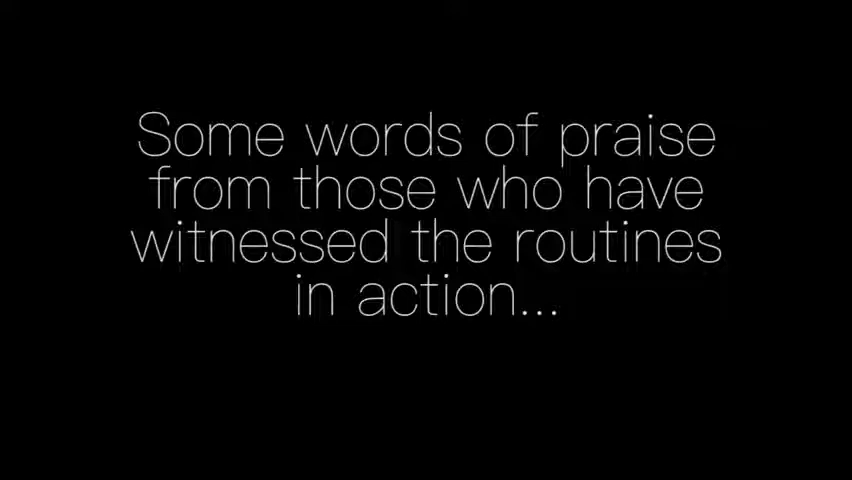 Some words of praise
from those who have
witnessed the routines
in action...